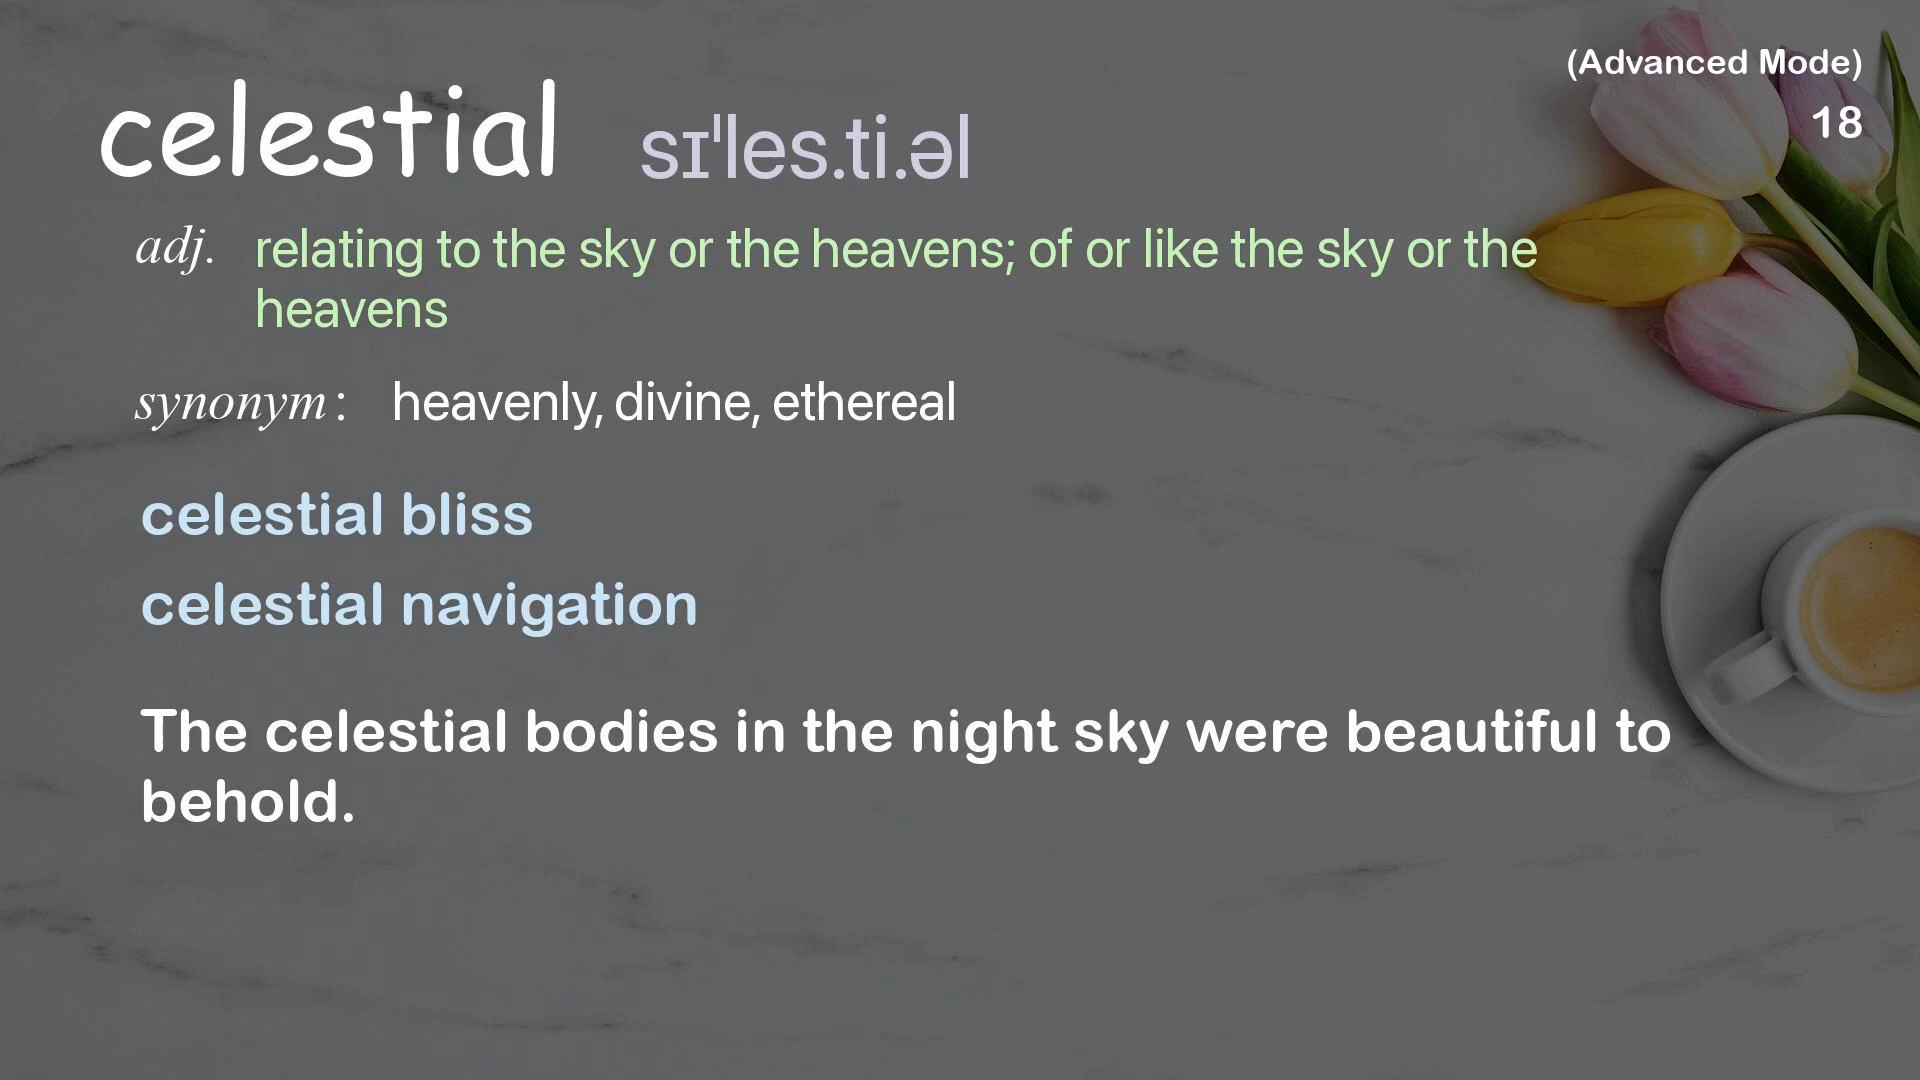 (Advanced Mode)
18
celestial sɪˈles.ti.əl
adj. relating to the sky or the heavens; of or like the sky or the
heavens
synonym: heavenly, divine, ethereal
celestial bliss
celestial navigation
The celestial bodies in the night sky were beautiful to
behold.